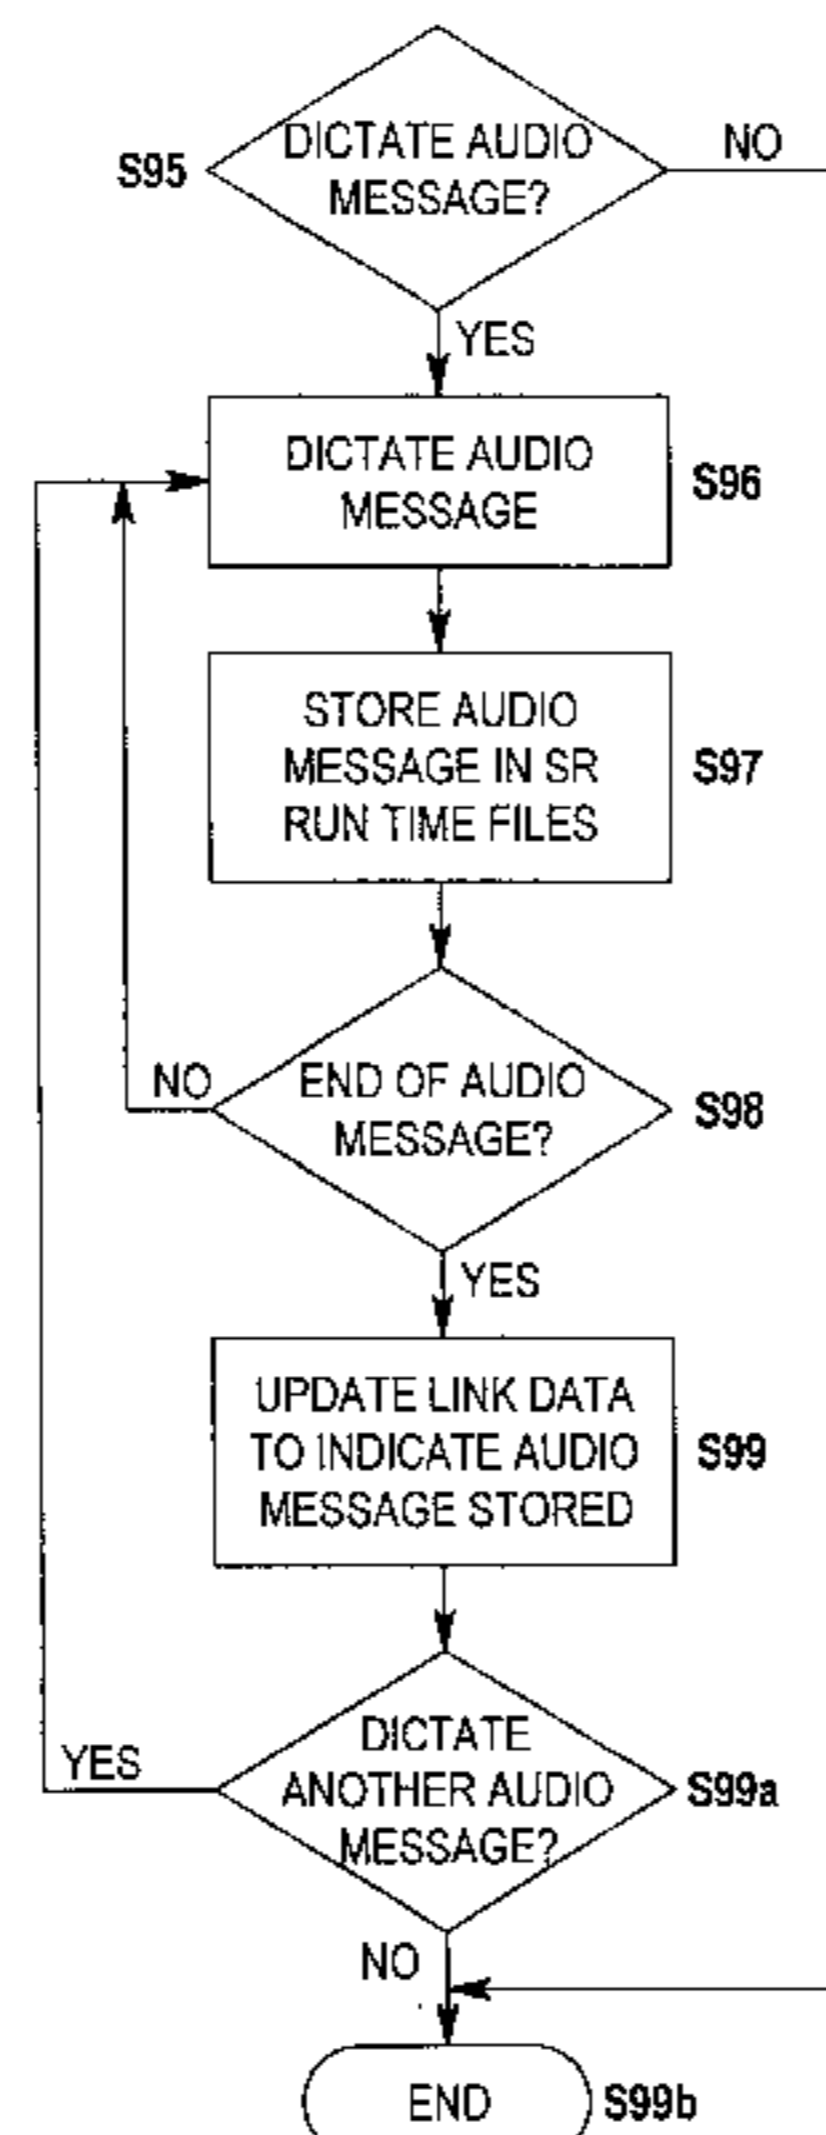 DICTATE AUDIO
MESSAGE?
S95
NO
YES
DICTATE AUDIO
MESSAGE
S96
STORE AUDIO
MESSAGE IN SR
RUN TIME FILES
S97
NO
END OF AUDIO
MESSAGE?
S98
YES
UPDATE LINK DATA
TO INDICATE AUDIO
MESSAGE STORED
S99
YES
DICTATE
ANOTHER AUDIO
MESSAGE?
S99a
NO
END
S99b